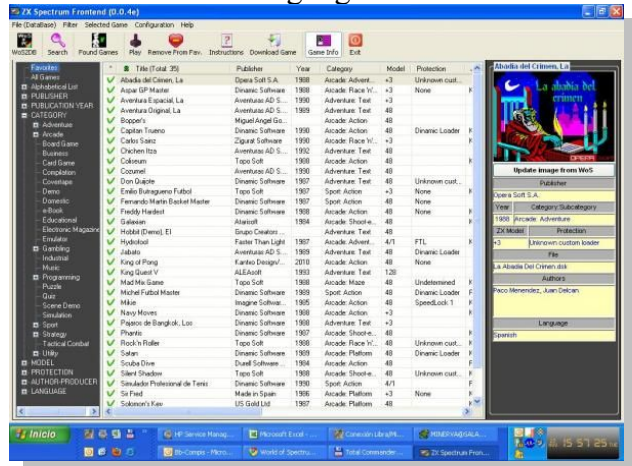 ZX Spectrum Frontend (0.0.4e)
File (DataBase) Filter Selected Game Configuration Help
WoS2DB Search Found Games Play Remove From Fav. Instructions Download Game Game Info Exit
Favorites
All Games
Alphabetical List
PUBLISHER
PUBLICATION YEAR
CATEGORY
Adventure
Arcade
Board Game
Business
Card Game
Compilation
Covertape
Demo
Domestic
e-Book
Educational
Electronic Magazine
Emulator
Gambling
Industrial
Music
Programming
Puzzle
Quiz
Scene Demo
Simulation
Sport
Strategy
Tactical Combat
Utility
MODEL
PROTECTION
AUTHOR-PRODUCER
LANGUAGE
Title (Total: 35) Publisher Year Category Model Protection
Abadia del Crimen, La Opera Soft S.A. 1988 Arcade: Advent... +3 Unknown cust...
Aspar GP Master Dinamic Software 1988 Arcade: Race 'n'... +3 None
Aventura Espacial, La Aventuras AD S... 1990 Adventure: Text +3
Aventura Original, La Aventuras AD S... 1989 Adventure: Text 48
Bopper's Miguel Angel Go... Arcade: Action 48
Capitan Trueno Dinamic Software 1990 Arcade: Action 48 Dinamic Loader
Carlos Sainz Zigurat Software 1990 Arcade: Race 'n'... +3 None
Chichen Itza Aventuras AD S... 1992 Adventure: Text 48
Coliseum Topo Soft 1988 Arcade: Action 48
Cozumel Aventuras AD S... 1990 Adventure: Text 48
Don Quijote Dinamic Software 1987 Adventure: Text 48 Unknown cust...
Emilio Butragueno Futbol Topo Soft 1987 Sport: Action +3 None
Fernando Martin Basket Master Dinamic Software 1987 Sport: Action 48 None
Freddy Hardest Dinamic Software Arcade: Action 48 None
Galaxian Atarisoft 1984 Arcade: Shoot-e... 48
Hobbit (Demo), El Grupo Creators ... Adventure: Text 48
Hydrofool Faster Than Light 1987 Arcade: Advent... 4/1 FTL
Jabato Aventuras AD S... 1989 Adventure: Text 48 Dinamic Loader
King of Pong Kantxo Design/... 2010 Arcade: Action 48 None
King Quest V ALEAsoft 1993 Adventure: Text 128
Mad Mix Game Topo Soft 1988 Arcade: Maze 48 Undetermined
Michel Futbol Master Dinamic Software 1989 Sport: Action 48 Dinamic Loader
Mikie Imagine Softwar... 1985 Arcade: Action 48 SpeedLock 1
Navy Moves Dinamic Software 1988 Arcade: Action +3
Pajaros de Bangkok, Los Dinamic Software 1988 Adventure: Text +3
Phantis Dinamic Software 1987 Arcade: Shoot-e... 48
Rock'n Roller Topo Soft 1988 Arcade: Race 'n'... 48 Unknown cust...
Satan Dinamic Software 1989 Arcade: Platform 48 Dinamic Loader
Scuba Dive Durell Software ... 1984 Arcade: Action 48
Silent Shadow Topo Soft 1988 Arcade: Shoot-e... 48 Unknown cust...
Simulador Profesional de Tenis Dinamic Software 1990 Sport: Action 4/1
Sir Fred Made in Spain 1986 Arcade: Platform +3 None
Solomon's Key US Gold Ltd 1987 Arcade: Platform 48
Abadia del Crimen, La
La abadía del crimen
OPERA
Update image from WoS
Publisher
Opera Soft S.A.
Year Category:Subcategory
1988 Arcade: Adventure
ZX Model Protection
+3 Unknown custom loader
File
La Abadia Del Crimen.dsk
Authors
Paco Menendez, Juan Delcan
Language
Spanish
Inicio
HP Service Manag...
Microsoft Excel - ...
Conexión
MINERVA
Bb-Compis - Micro...
World of Spectru...
Total Commander ...
ZX Spectrum Fron...
15 57 25